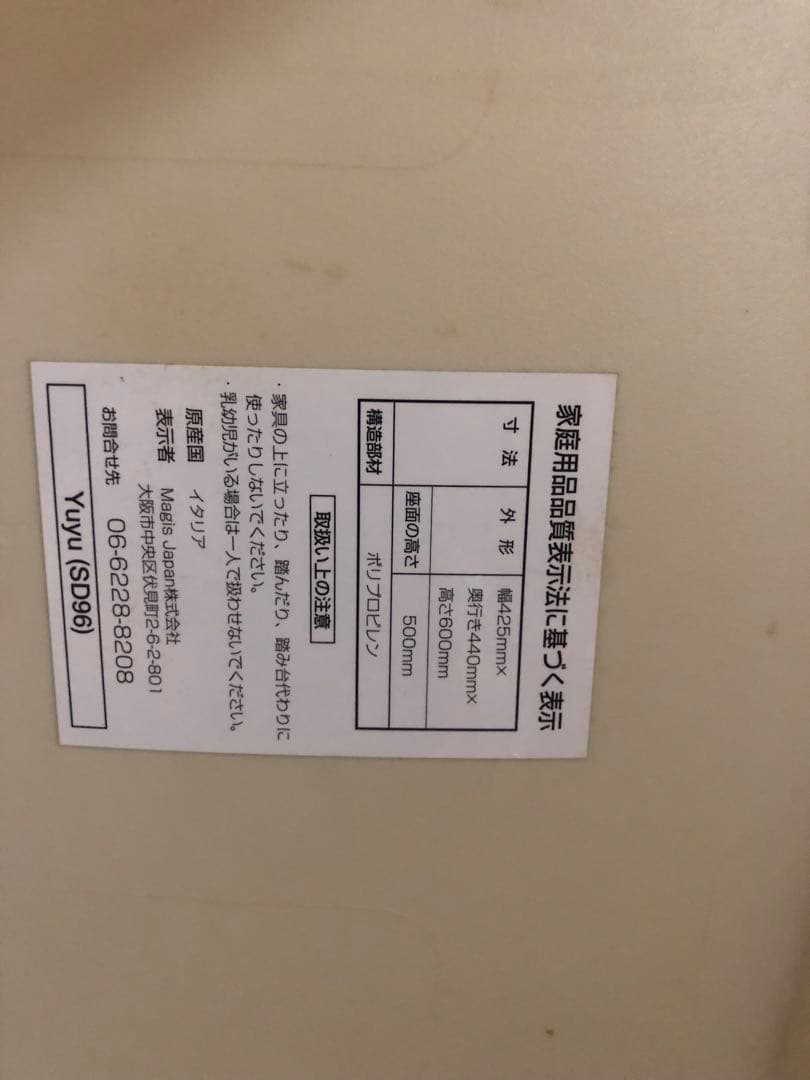 家庭用品品質表示法に基づく表示
寸法 外形 幅425mm×
奥行き440mm×
高さ600mm
座面の高さ 500mm
構造部材 ポリプロピレン
取扱い上の注意
・家具の上に立ったり、踏んだり、踏み台代わりに
使ったりしないでください。
・乳幼児がいる場合は一人で扱わせないでください。
原産国 イタリア
表示者 Magis Japan株式会社
大阪市中央区伏見町2-6-2-801
お問合せ先 06-6228-8208
Yuyu (SD96)